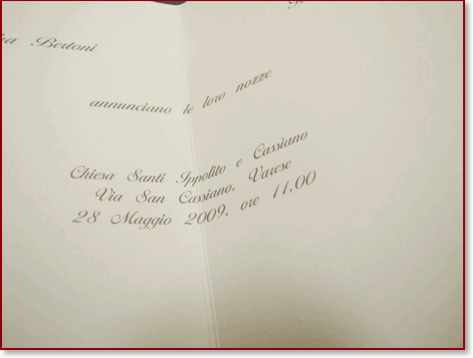 Bertoni
annunciano le loro nozze
Chiesa Santi Ippolito e Cassiano
Via San Cassiano, Varese
28 Maggio 2009, ore 11,00